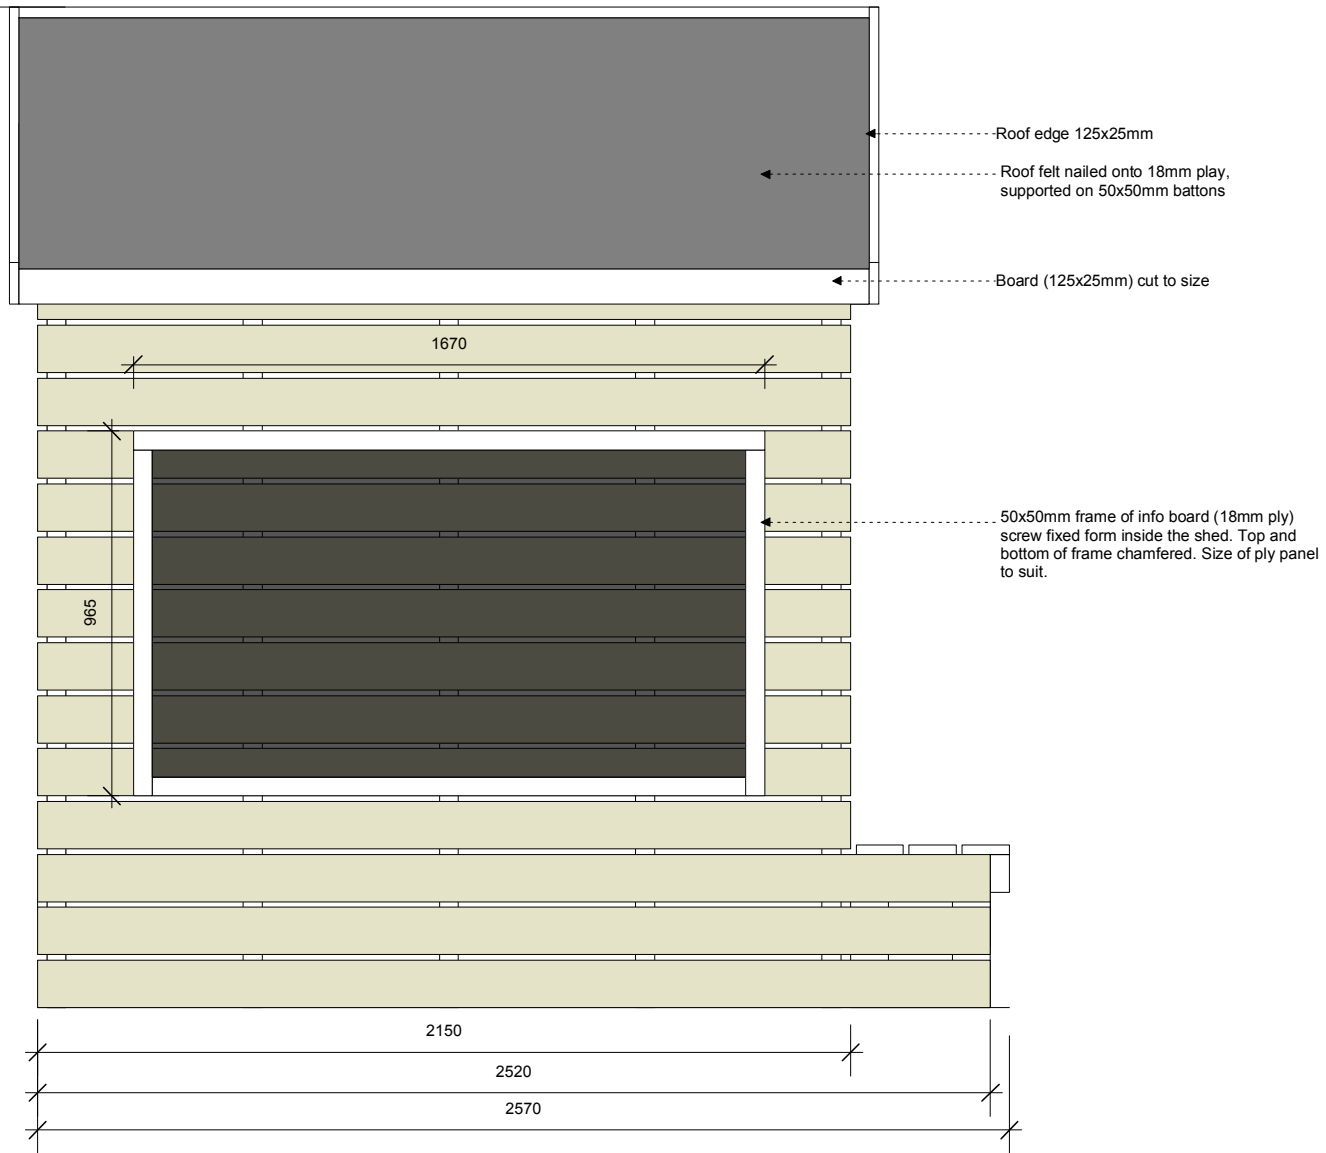 Roof edge 125x25mm
Roof felt nailed onto 18mm play,
supported on 50x50mm battons
Board (125x25mm) cut to size
1670
50x50mm frame of info board (18mm ply)
screw fixed form inside the shed. Top and
bottom of frame chamfered. Size of ply panel
to suit.
965
2150
2520
2570